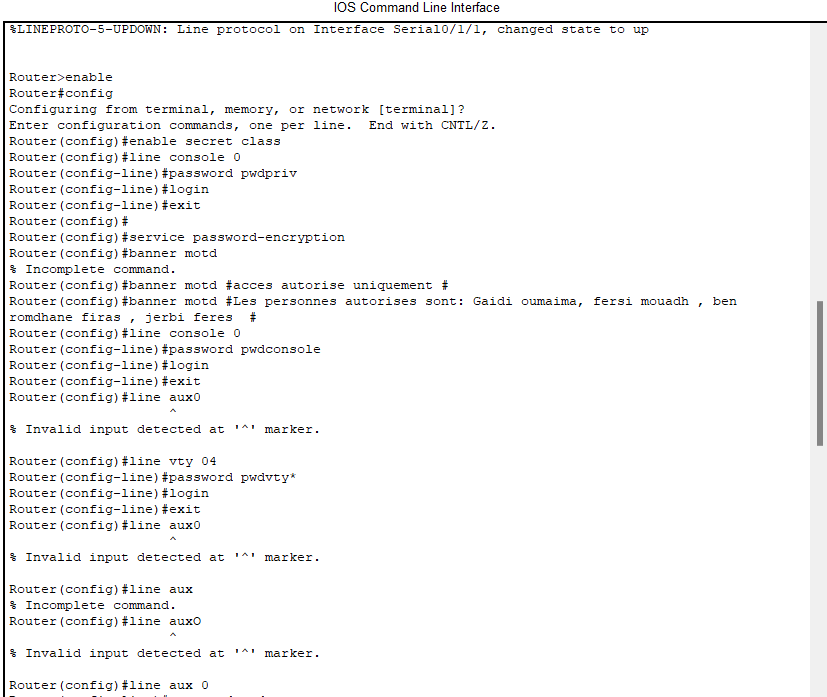 IOS Command Line Interface
%LINEPROTO-5-UPDOWN: Line protocol on Interface Serial0/1/1, changed state to up
Router>enable
Router#config
Configuring from terminal, memory, or network [terminal]?
Enter configuration commands, one per line.  End with CNTL/Z.
Router(config)#enable secret class
Router(config)#line console 0
Router(config-line)#password pwdpriv
Router(config-line)#login
Router(config-line)#exit
Router(config)#
Router(config)#service password-encryption
Router(config)#banner motd
% Incomplete command.
Router(config)#banner motd #acces autorise uniquement #
Router(config)#banner motd #Les personnes autorises sont: Gaidi oumaima, fersi mouadh , ben
romdhane firas , jerbi feres  #
Router(config)#line console 0
Router(config-line)#password pwdconsole
Router(config-line)#login
Router(config-line)#exit
Router(config)#line aux0
^
% Invalid input detected at '^' marker.
Router(config)#line vty 04
Router(config-line)#password pwdvty*
Router(config-line)#login
Router(config-line)#exit
Router(config)#line aux0
^
% Invalid input detected at '^' marker.
Router(config)#line aux
% Incomplete command.
Router(config)#line auxO
^
% Invalid input detected at '^' marker.
Router(config)#line aux 0